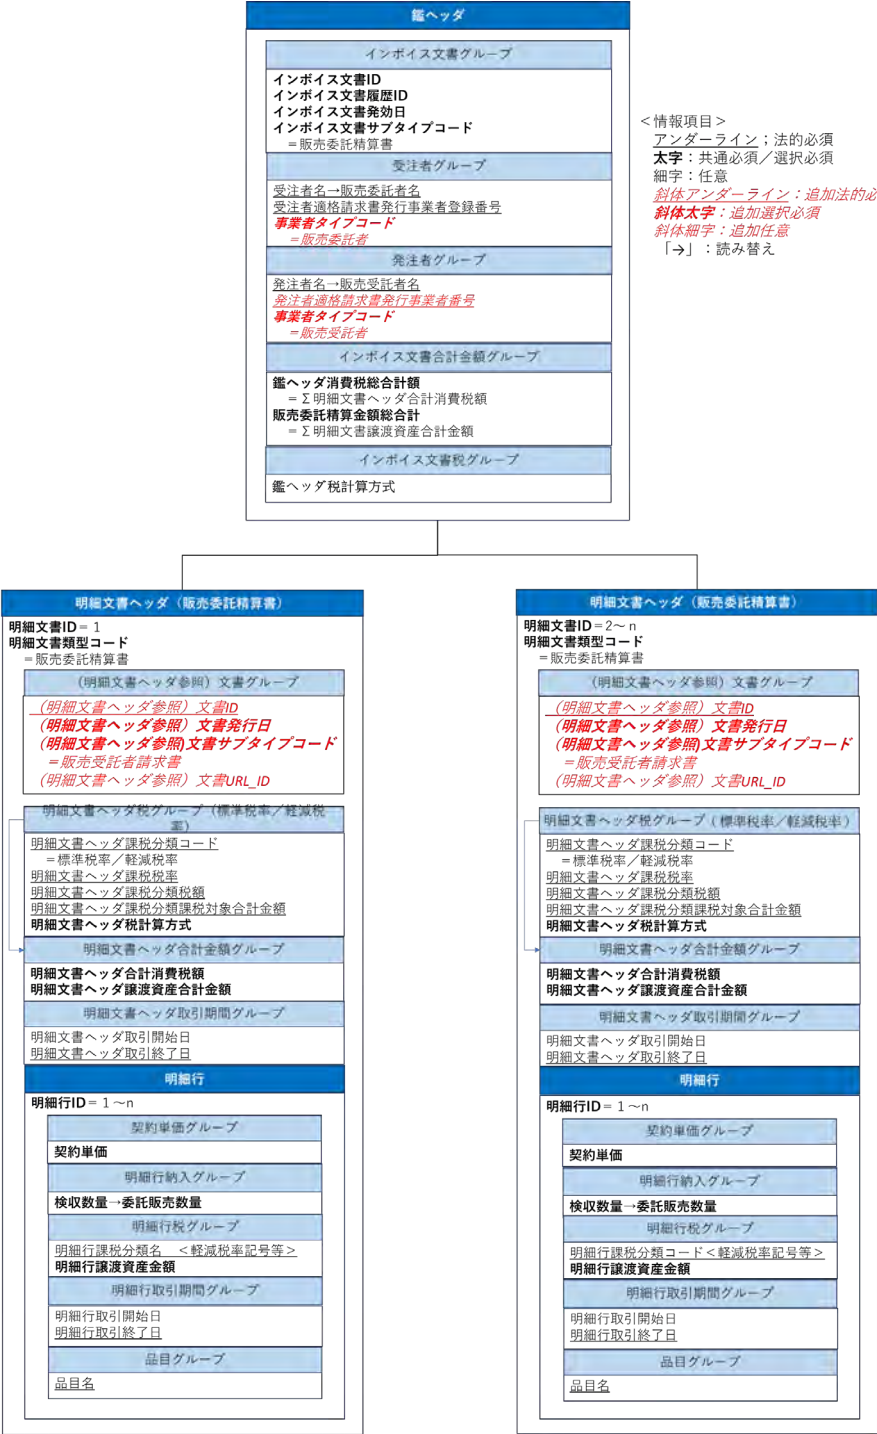 鑑ヘッダ
インボイス文書グループ
インボイス文書ID
インボイス文書履歴ID
インボイス文書発効日
インボイス文書サブタイプコード
＝販売委託精算書
受注者グループ
受注者名→販売委託者名
受注者適格請求書発行事業者登録番号
事業者タイプコード
＝販売委託者
発注者グループ
発注者名→販売受託者名
発注者適格請求書発行事業者番号
事業者タイプコード
＝販売受託者
インボイス文書合計金額グループ
鑑ヘッダ消費税総合計額
＝Σ明細文書ヘッダ合計消費税額
販売委託精算金額総合計
＝Σ明細文書譲渡資産合計金額
インボイス文書税グループ
鑑ヘッダ税計算方式
＜情報項目＞
アンダーライン；法的必須
太字：共通必須／選択必須
細字：任意
斜体アンダーライン：追加法的必
斜体太字：追加選択必須
斜体細字：追加任意
「→」：読み替え
明細文書ヘッダ（販売委託精算書）
明細文書ID＝1
明細文書類型コード
＝販売委託精算書
（明細文書ヘッダ参照）文書グループ
（明細文書ヘッダ参照）文書ID
（明細文書ヘッダ参照）文書発行日
（明細文書ヘッダ参照)文書サブタイプコード
＝販売受託者請求書
（明細文書ヘッダ参照）文書URL_ID
明細文書ヘッダ税グループ（標準税率／軽減税
率）
明細文書ヘッダ課税分類コード
＝標準税率／軽減税率
明細文書ヘッダ課税税率
明細文書ヘッダ課税分類税額
明細文書ヘッダ課税分類課税対象合計金額
明細文書ヘッダ税計算方式
明細文書ヘッダ合計金額グループ
明細文書ヘッダ合計消費税額
明細文書ヘッダ譲渡資産合計金額
明細文書ヘッダ取引期間グループ
明細文書ヘッダ取引開始日
明細文書ヘッダ取引終了日
明細行
明細行ID＝1～n
契約単価グループ
契約単価
明細行納入グループ
検収数量→委託販売数量
明細行税グループ
明細行課税分類名　＜軽減税率記号等＞
明細行譲渡資産金額
明細行取引期間グループ
明細行取引開始日
明細行取引終了日
品目グループ
品目名
明細文書ヘッダ（販売委託精算書）
明細文書ID＝2～n
明細文書類型コード
＝販売委託精算書
（明細文書ヘッダ参照）文書グループ
（明細文書ヘッダ参照）文書ID
（明細文書ヘッダ参照）文書発行日
（明細文書ヘッダ参照)文書サブタイプコード
＝販売受託者請求書
（明細文書ヘッダ参照）文書URL_ID
明細文書ヘッダ税グループ（標準税率／軽減税率）
明細文書ヘッダ課税分類コード
＝標準税率／軽減税率
明細文書ヘッダ課税税率
明細文書ヘッダ課税分類税額
明細文書ヘッダ課税分類課税対象合計金額
明細文書ヘッダ税計算方式
明細文書ヘッダ合計金額グループ
明細文書ヘッダ合計消費税額
明細文書ヘッダ譲渡資産合計金額
明細文書ヘッダ取引期間グループ
明細文書ヘッダ取引開始日
明細文書ヘッダ取引終了日
明細行
明細行ID＝1～n
契約単価グループ
契約単価
明細行納入グループ
検収数量→委託販売数量
明細行税グループ
明細行課税分類コード＜軽減税率記号等＞
明細行譲渡資産金額
明細行取引期間グループ
明細行取引開始日
明細行取引終了日
品目グループ
品目名